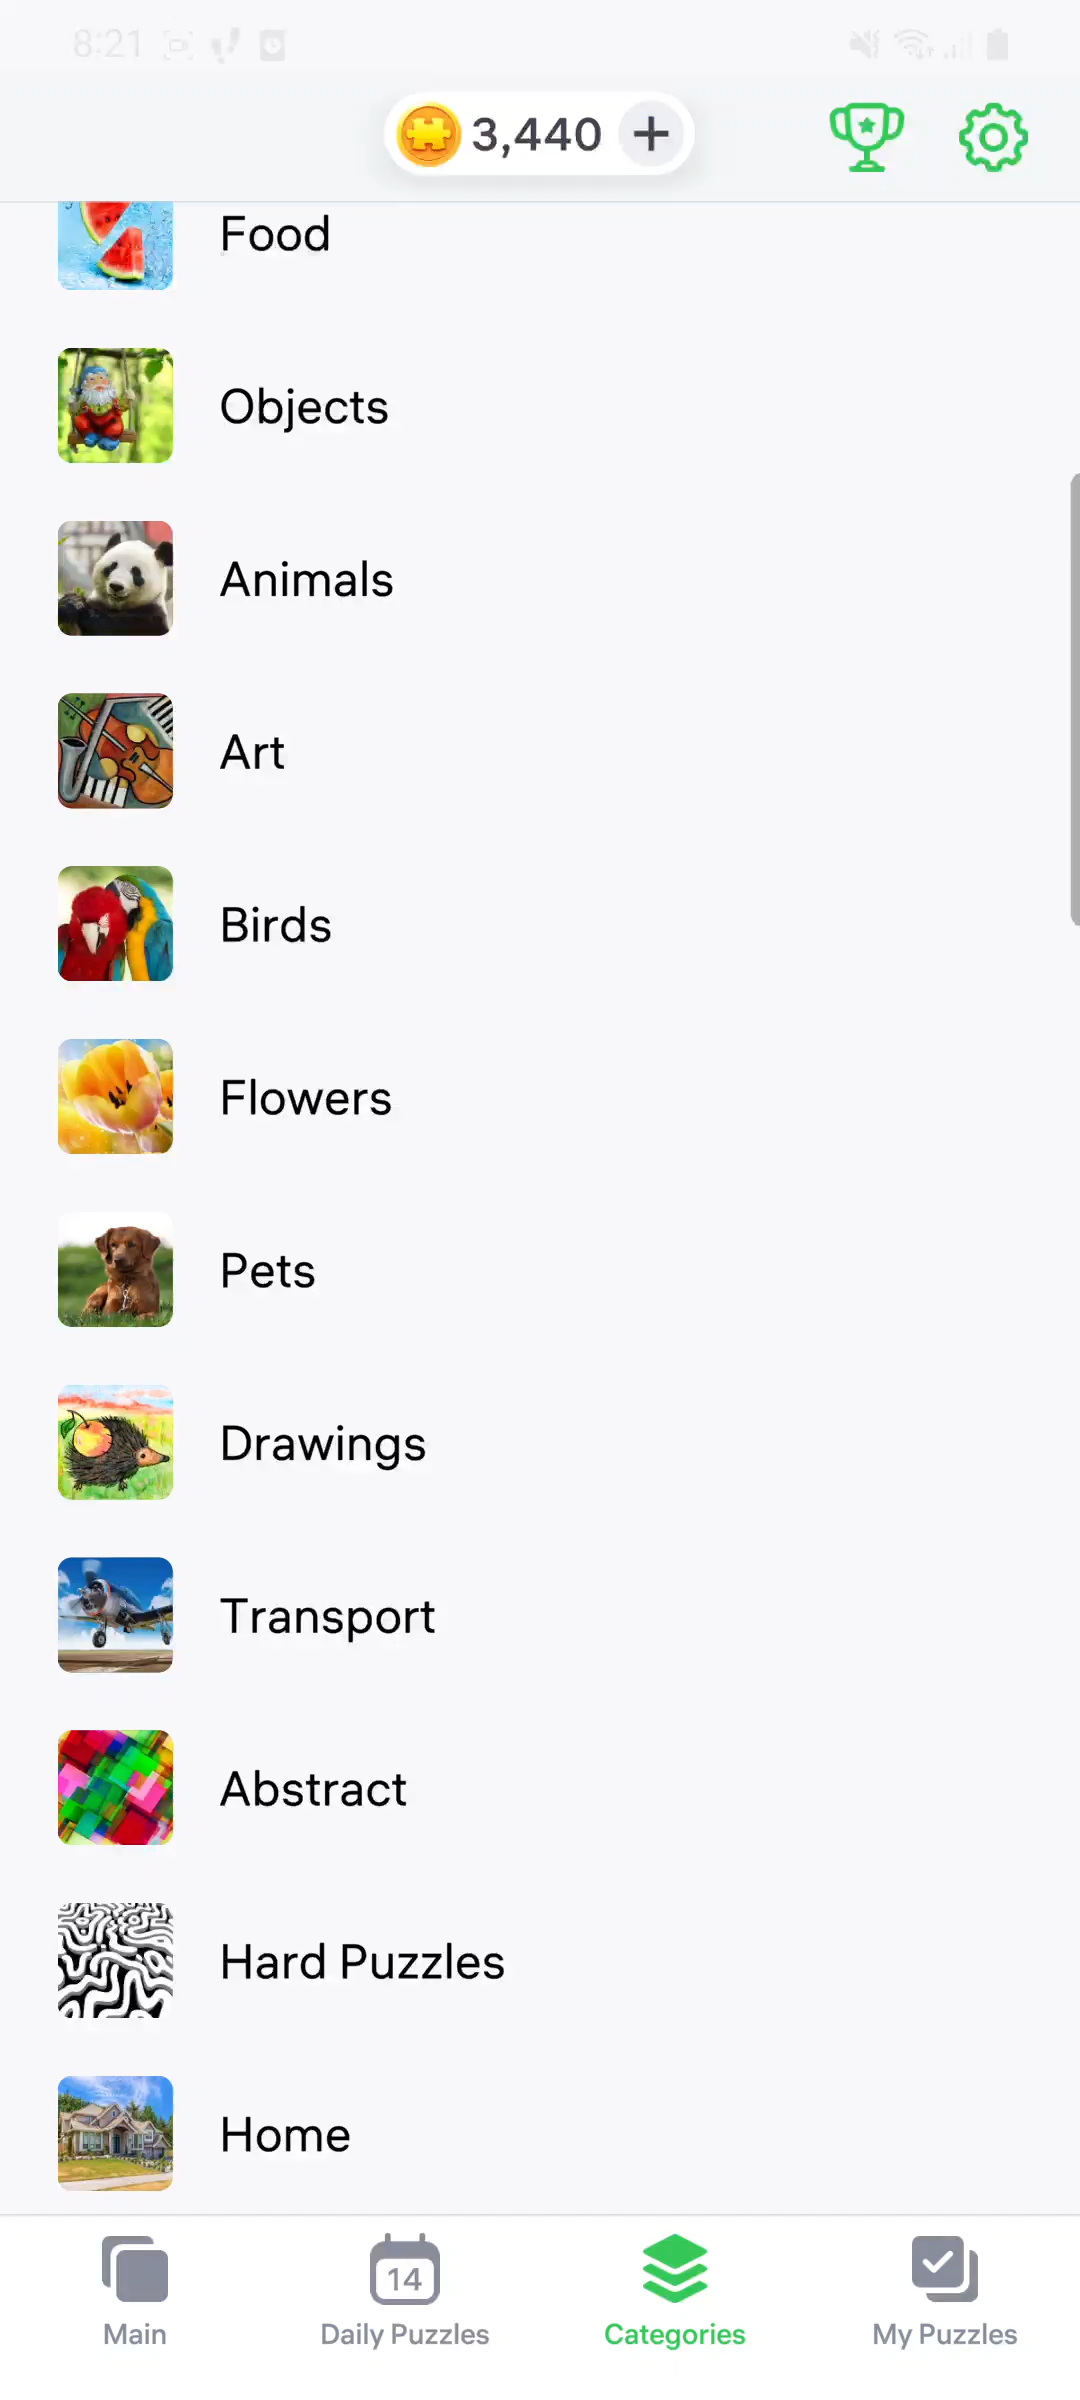 8:21
3,440
Food
Objects
Animals
Art
Birds
Flowers
Pets
Drawings
Transport
Abstract
Hard Puzzles
Home
14
Main
Daily Puzzles
Categories
My Puzzles